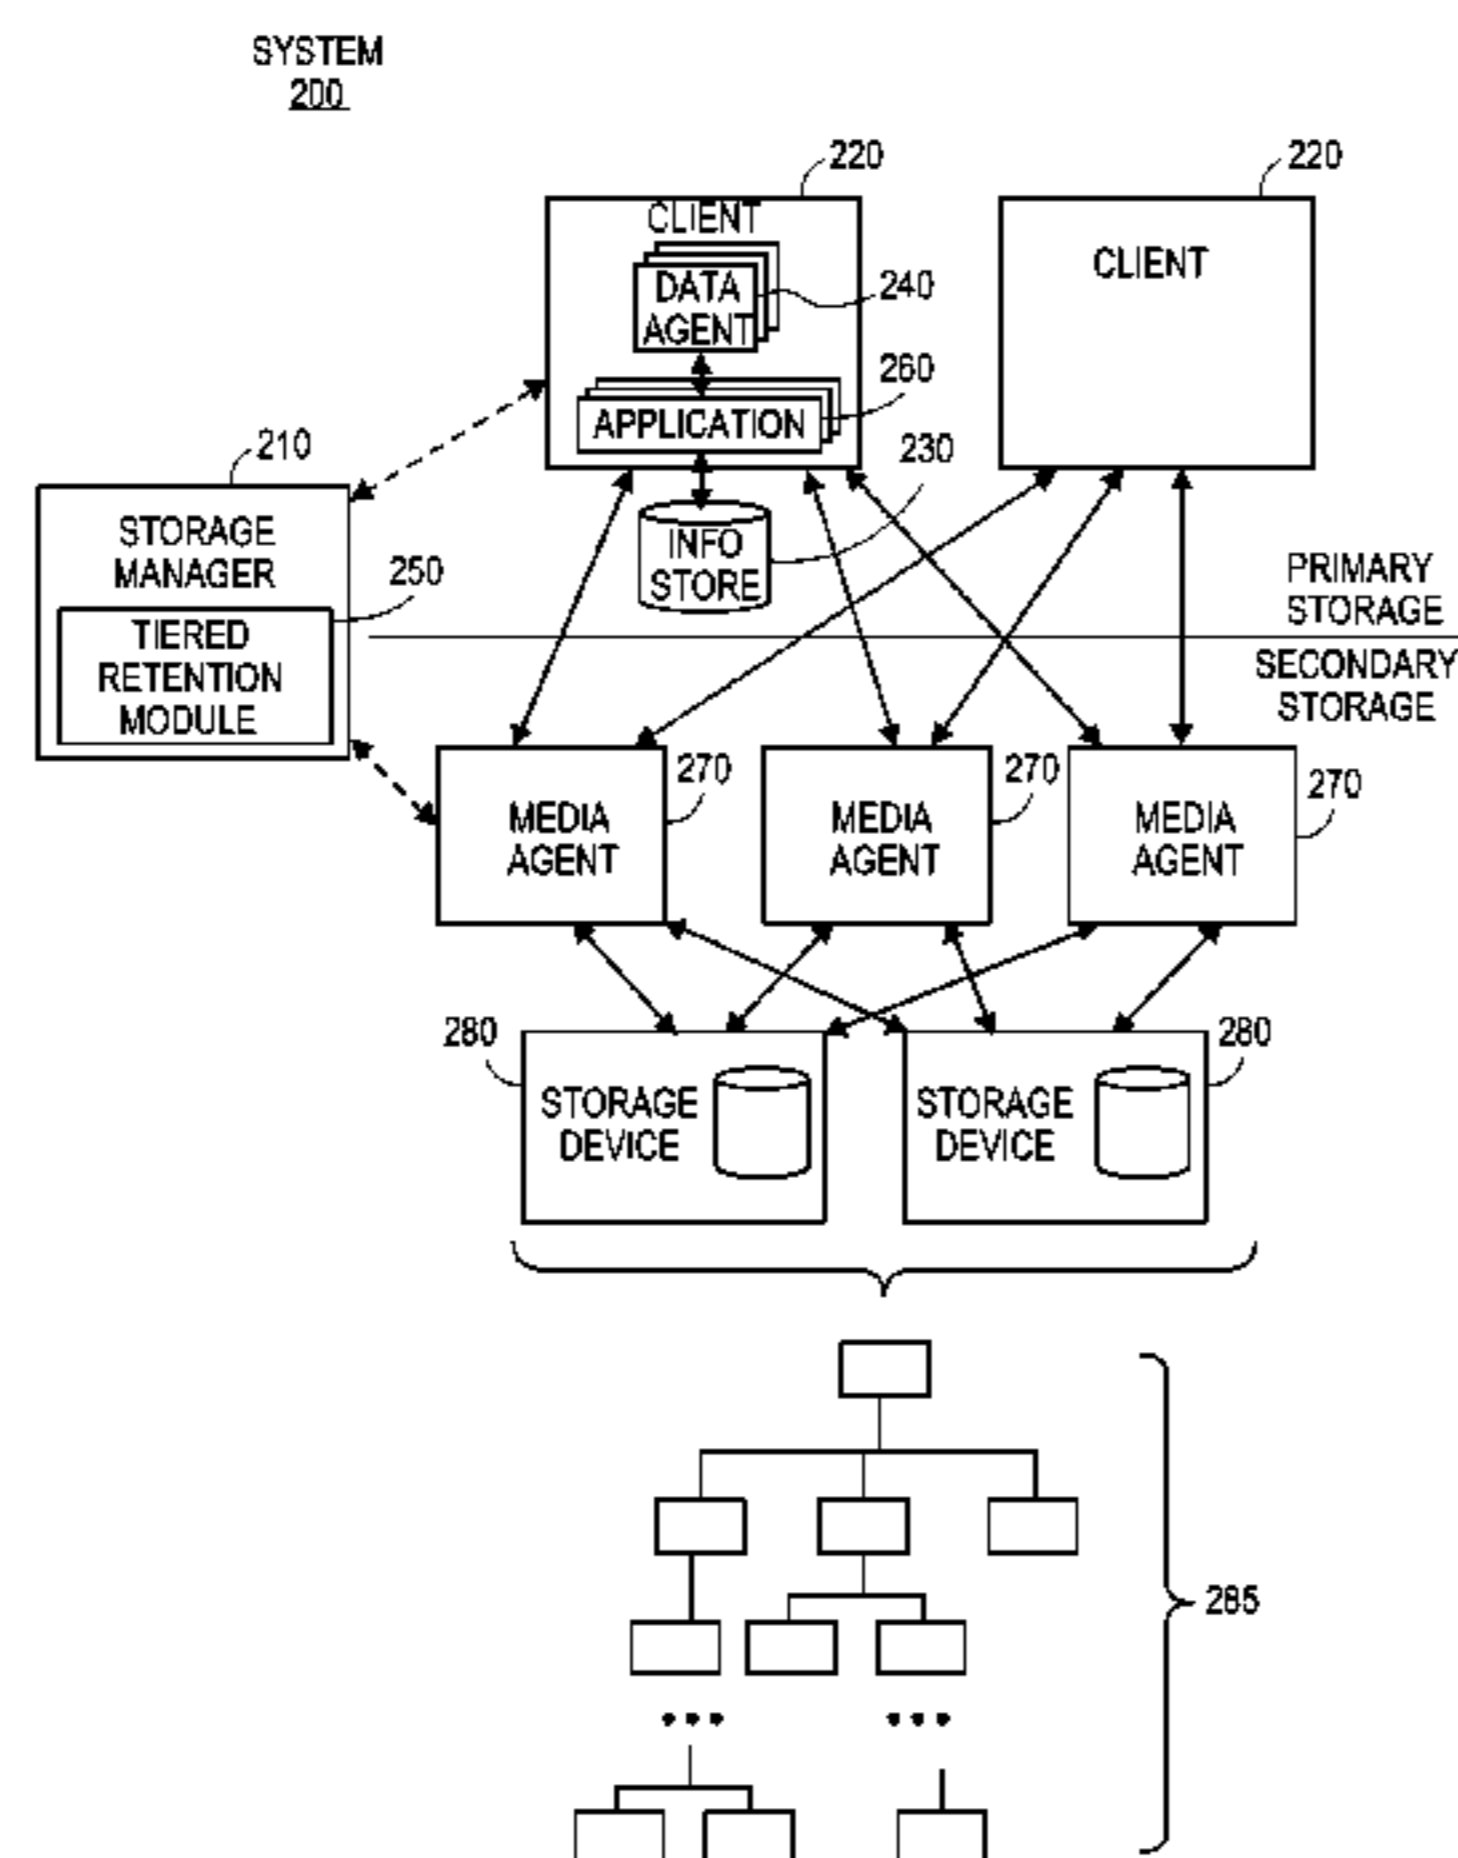 SYSTEM
200
220
220
CLIENT
CLIENT
DATA
AGENT
240
260
APPLICATION
230
210
STORAGE
MANAGER
INFO
STORE
250
PRIMARY
STORAGE
TIERED
RETENTION
MODULE
SECONDARY
STORAGE
270
270
270
MEDIA
AGENT
MEDIA
AGENT
MEDIA
AGENT
280
280
STORAGE
DEVICE
STORAGE
DEVICE
285